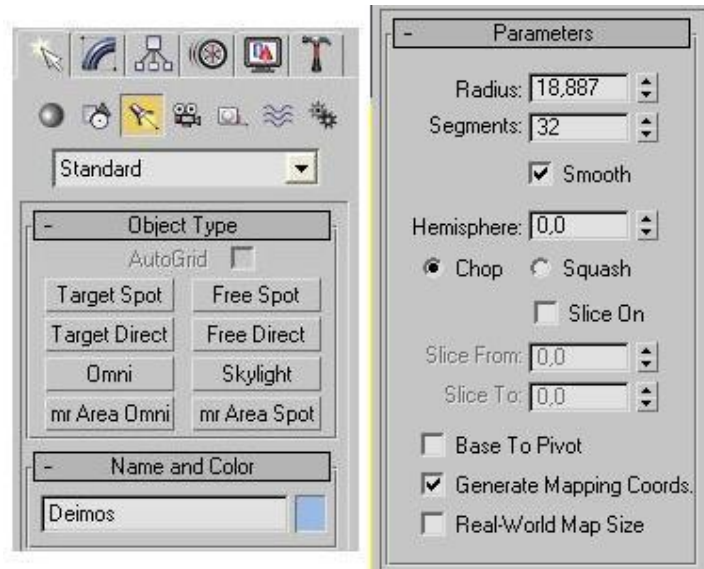 Standard
- Object Type
AutoGrid
Target Spot Free Spot
Target Direct Free Direct
Omni Skylight
mr Area Omni mr Area Spot
- Name and Color
Deimos
- Parameters
Radius: 18,887
Segments: 32
Smooth
Hemisphere: 0,0
Chop Squash
Slice On
Slice From: 0,0
Slice To: 0,0
Base To Pivot
Generate Mapping Coords.
Real-World Map Size